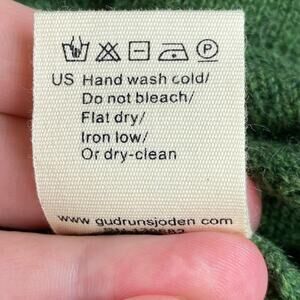 P
US Hand wash cold/
Do not bleach/
Flat dry/
Iron low/
Or dry-clean
www.gudrunsjoden.com